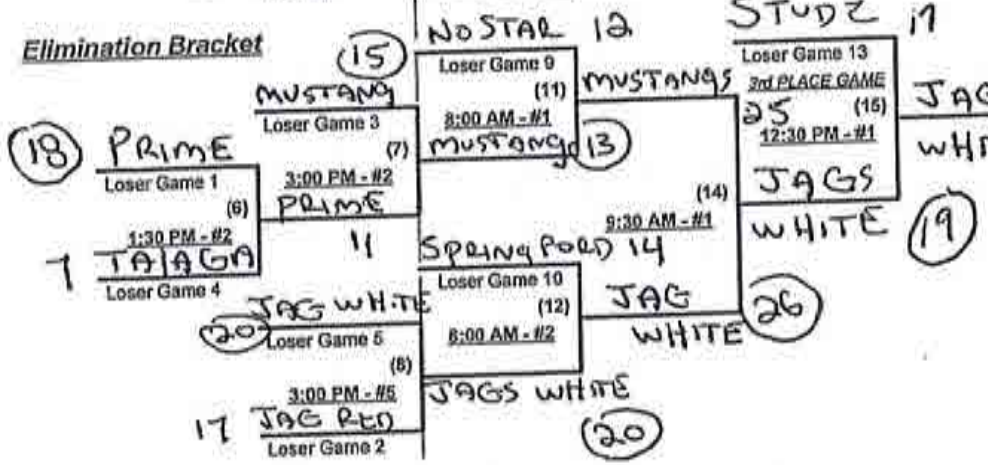 STUDZ 17
NO STAR 12
Elimination Bracket
15
Loser Game 9
Loser Game 13
MUSTANG
(11)
MUSTANGS
3rd PLACE GAME
Loser Game 3
8:00 AM - #1
25
(15)
JAG
18
PRIME
(7)
MUSTANGS
13
12:30 PM - #1
WHI
Loser Game 1
3:00 PM - #2
JAGS
(6)
PRIME
(14)
WHITE
19
1:30 PM - #2
11
9:30 AM - #1
7
SPRING FORD 14
Loser Game 4
Loser Game 10
JAG WHITE
(12)
JAG
26
20
Loser Game 5
8:00 AM - #2
WHITE
(8)
3:00 PM - #5
JAGS WHITE
17 JAG RED
20
Loser Game 2